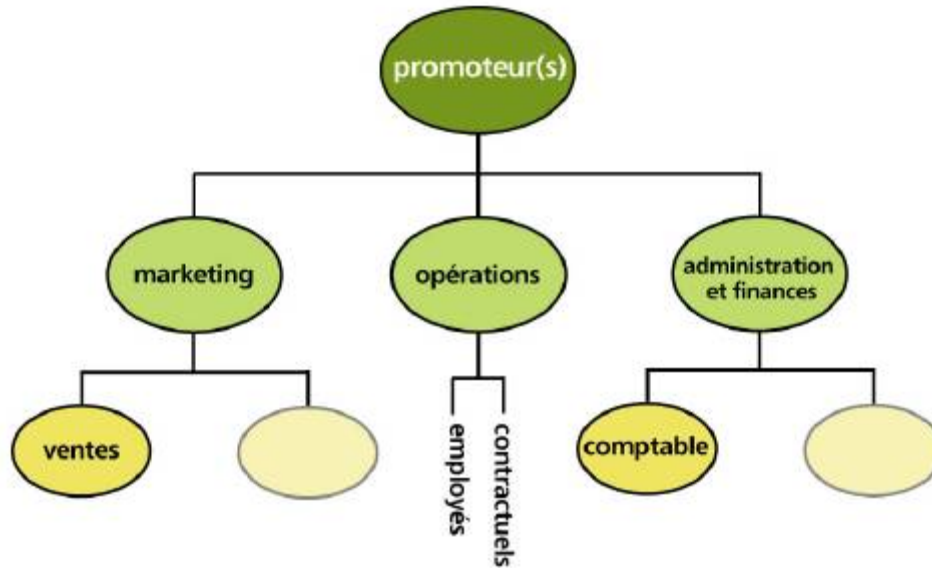 promoteur(s)
marketing
opérations
administration
et finances
ventes
employés
contractuels
comptable